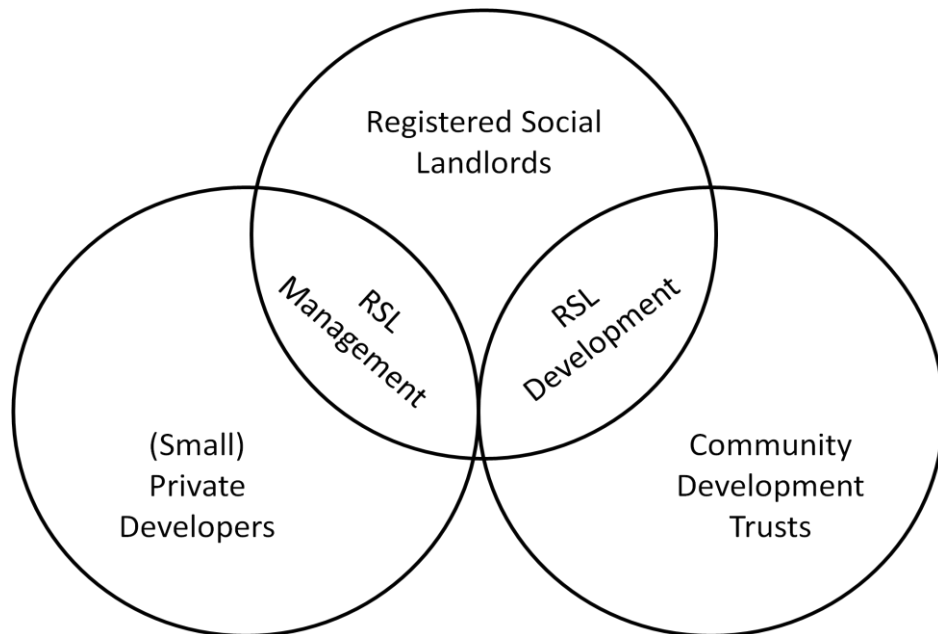 Registered Social
Landlords
RSL
Management
RSL
Development
(Small)
Private
Developers
Community
Development
Trusts